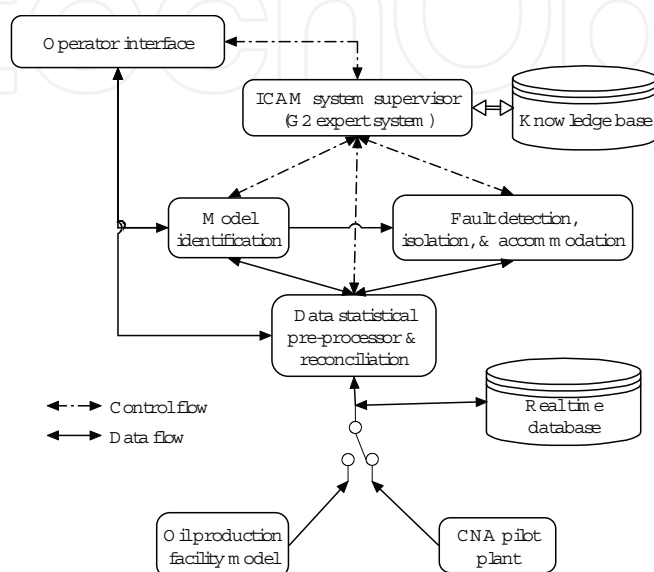 techOp
Operator interface
ICAM system supervisor
(G2 expert system)
Knowledge base
Model
identification
Fault detection,
isolation, & accommodation
Data statistical
pre-processor &
reconciliation
Control flow
Data flow
Realtime
database
Oil production
facility model
CNA pilot
plant